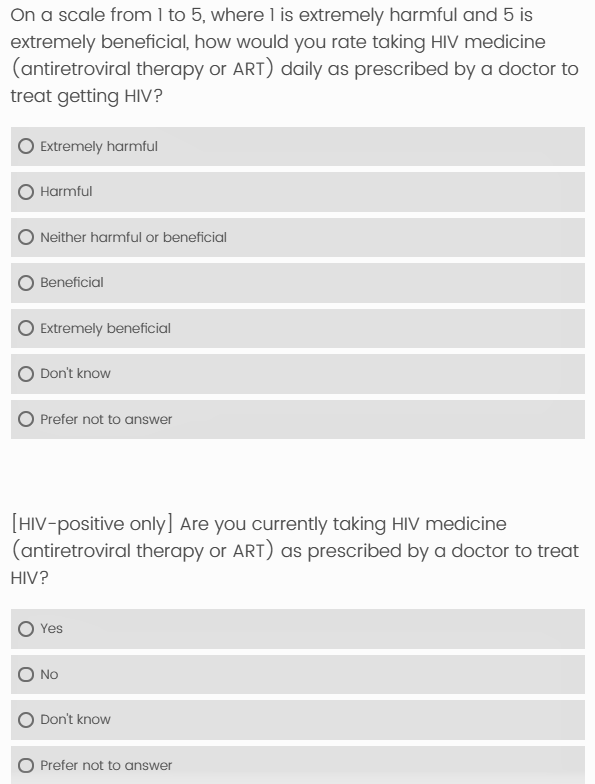 On a scale from 1 to 5, where 1 is extremely harmful and 5 is
extremely beneficial, how would you rate taking HIV medicine
(antiretroviral therapy or ART) daily as prescribed by a doctor to
treat getting HIV?
Extremely harmful
Harmful
Neither harmful or beneficial
Beneficial
Extremely beneficial
Don't know
Prefer not to answer
[HIV-positive only] Are you currently taking HIV medicine
(antiretroviral therapy or ART) as prescribed by a doctor to treat
HIV?
Yes
No
Don't know
Prefer not to answer